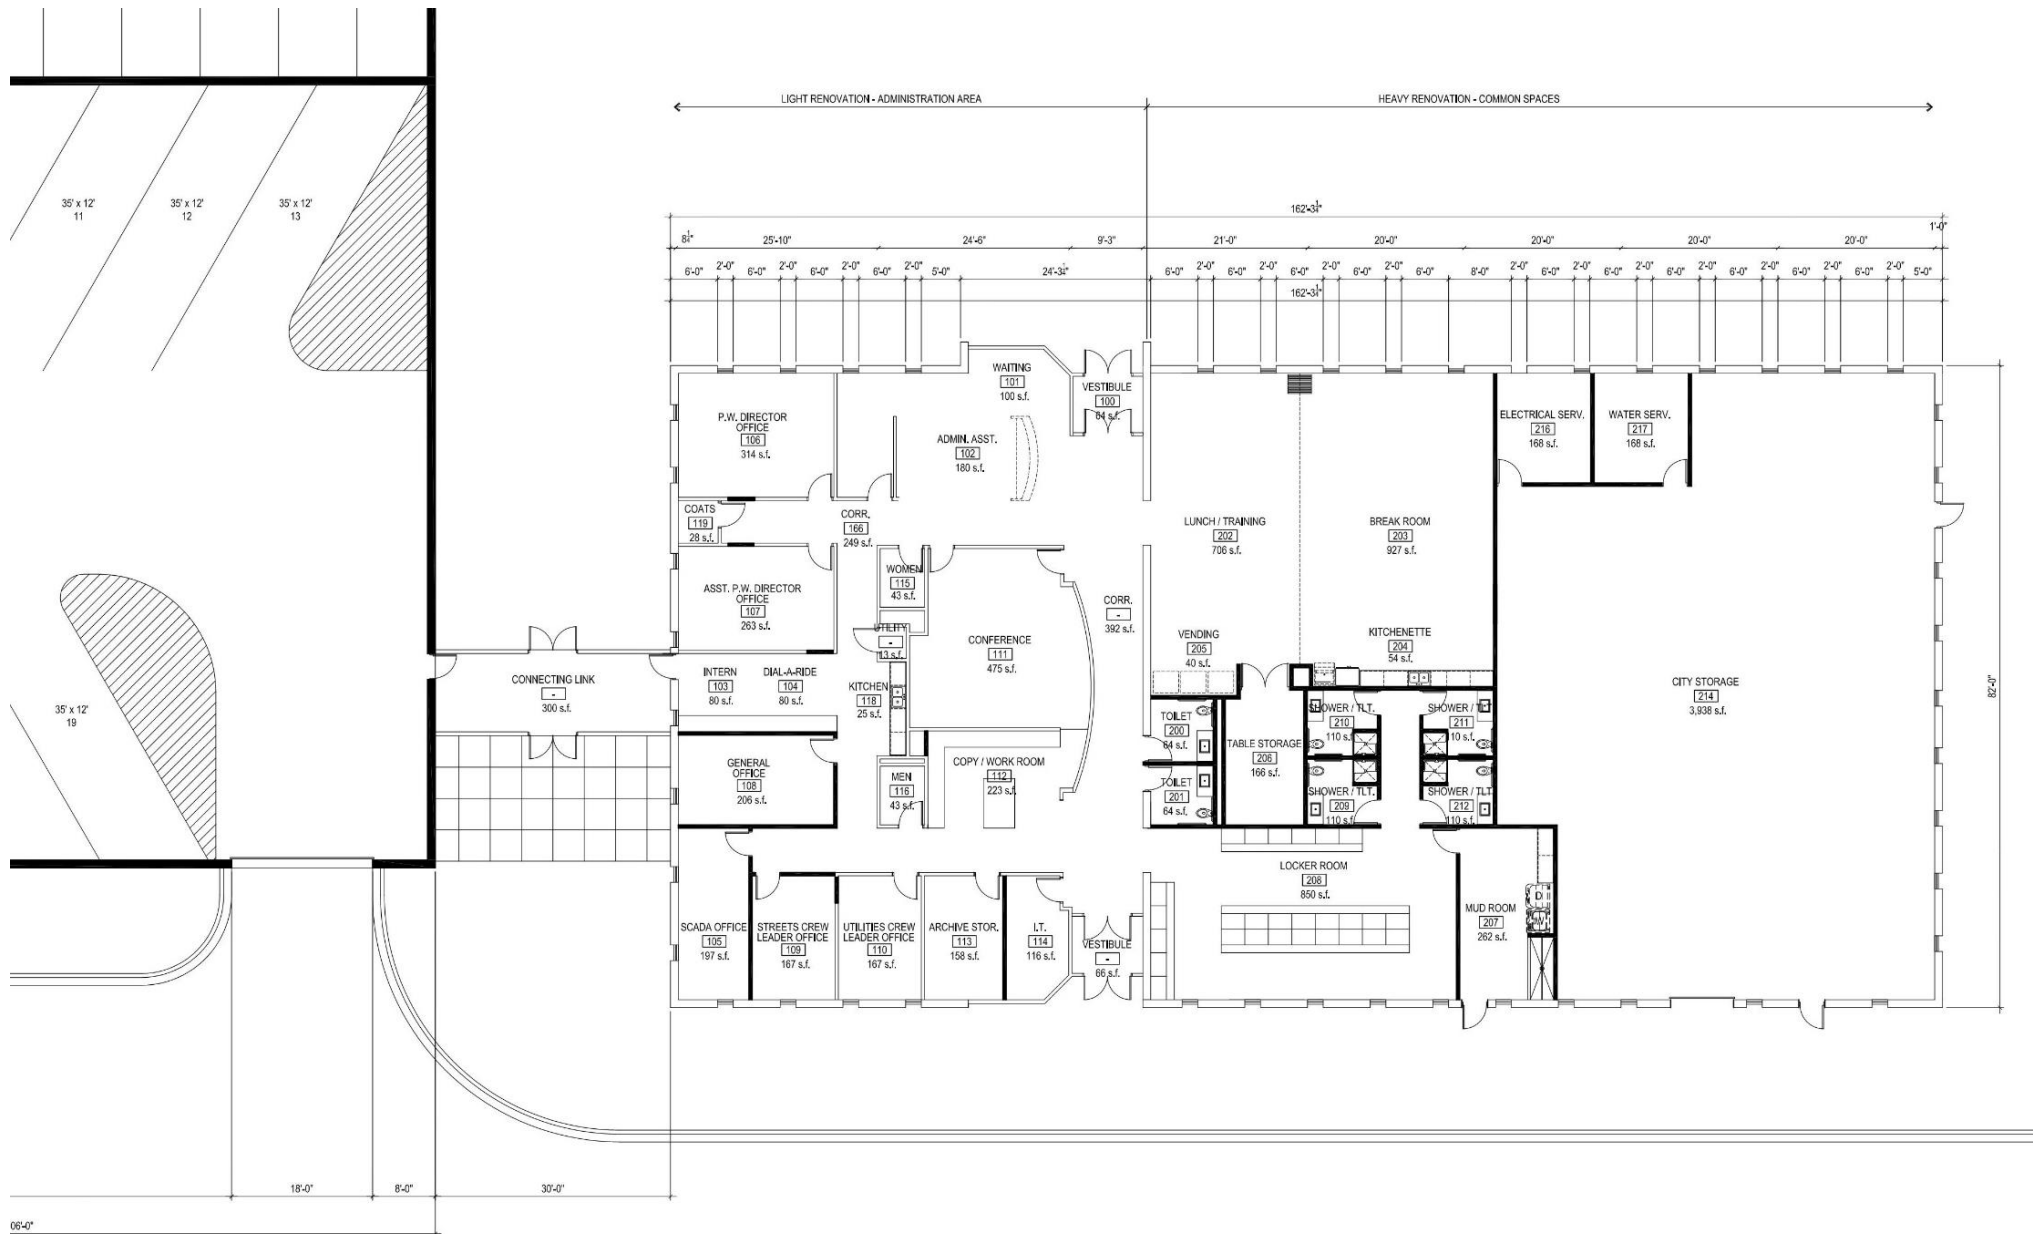 LIGHT RENOVATION - ADMINISTRATION AREA
HEAVY RENOVATION - COMMON SPACES
35' x 12'
11
35' x 12'
12
35' x 12'
13
162'-3¼"
8¼"
25'-10"
24'-6"
9'-3"
21'-0"
20'-0"
20'-0"
20'-0"
20'-0"
1'-0"
6'-0"
2'-0"
6'-0"
2'-0"
6'-0"
2'-0"
6'-0"
2'-0"
5'-0"
24'-3¼"
6'-0"
2'-0"
6'-0"
2'-0"
6'-0"
2'-0"
6'-0"
2'-0"
6'-0"
8'-0"
2'-0"
6'-0"
2'-0"
6'-0"
2'-0"
6'-0"
2'-0"
6'-0"
2'-0"
6'-0"
2'-0"
6'-0"
2'-0"
5'-0"
162'-3¼"
WAITING
101
100 s.f.
VESTIBULE
100
64 s.f.
P.W. DIRECTOR
OFFICE
106
314 s.f.
ADMIN. ASST.
102
180 s.f.
ELECTRICAL SERV.
216
168 s.f.
WATER SERV.
217
168 s.f.
COATS
119
28 s.f.
CORR.
166
249 s.f.
LUNCH / TRAINING
202
706 s.f.
BREAK ROOM
203
927 s.f.
ASST. P.W. DIRECTOR
OFFICE
107
263 s.f.
WOMEN
115
43 s.f.
CORR.
-
392 s.f.
UTILITY
-
13 s.f.
CONFERENCE
111
475 s.f.
VENDING
205
40 s.f.
KITCHENETTE
204
54 s.f.
CONNECTING LINK
-
300 s.f.
INTERN
103
80 s.f.
DIAL-A-RIDE
104
80 s.f.
KITCHEN
118
25 s.f.
CITY STORAGE
214
3,938 s.f.
82'-0"
35' x 12'
19
TOILET
200
64 s.f.
SHOWER / TLT.
210
110 s.f.
SHOWER / TLT.
211
10 s.f.
TABLE STORAGE
206
166 s.f.
GENERAL
OFFICE
108
206 s.f.
MEN
116
43 s.f.
COPY / WORK ROOM
112
223 s.f.
TOILET
201
64 s.f.
SHOWER / TLT.
209
110 s.f.
SHOWER / TLT.
212
110 s.f.
LOCKER ROOM
208
850 s.f.
MUD ROOM
207
262 s.f.
D
W
SCADA OFFICE
105
197 s.f.
STREETS CREW
LEADER OFFICE
109
167 s.f.
UTILITIES CREW
LEADER OFFICE
110
167 s.f.
ARCHIVE STOR.
113
158 s.f.
I.T.
114
116 s.f.
VESTIBULE
-
66 s.f.
18'-0"
8'-0"
30'-0"
06'-0"